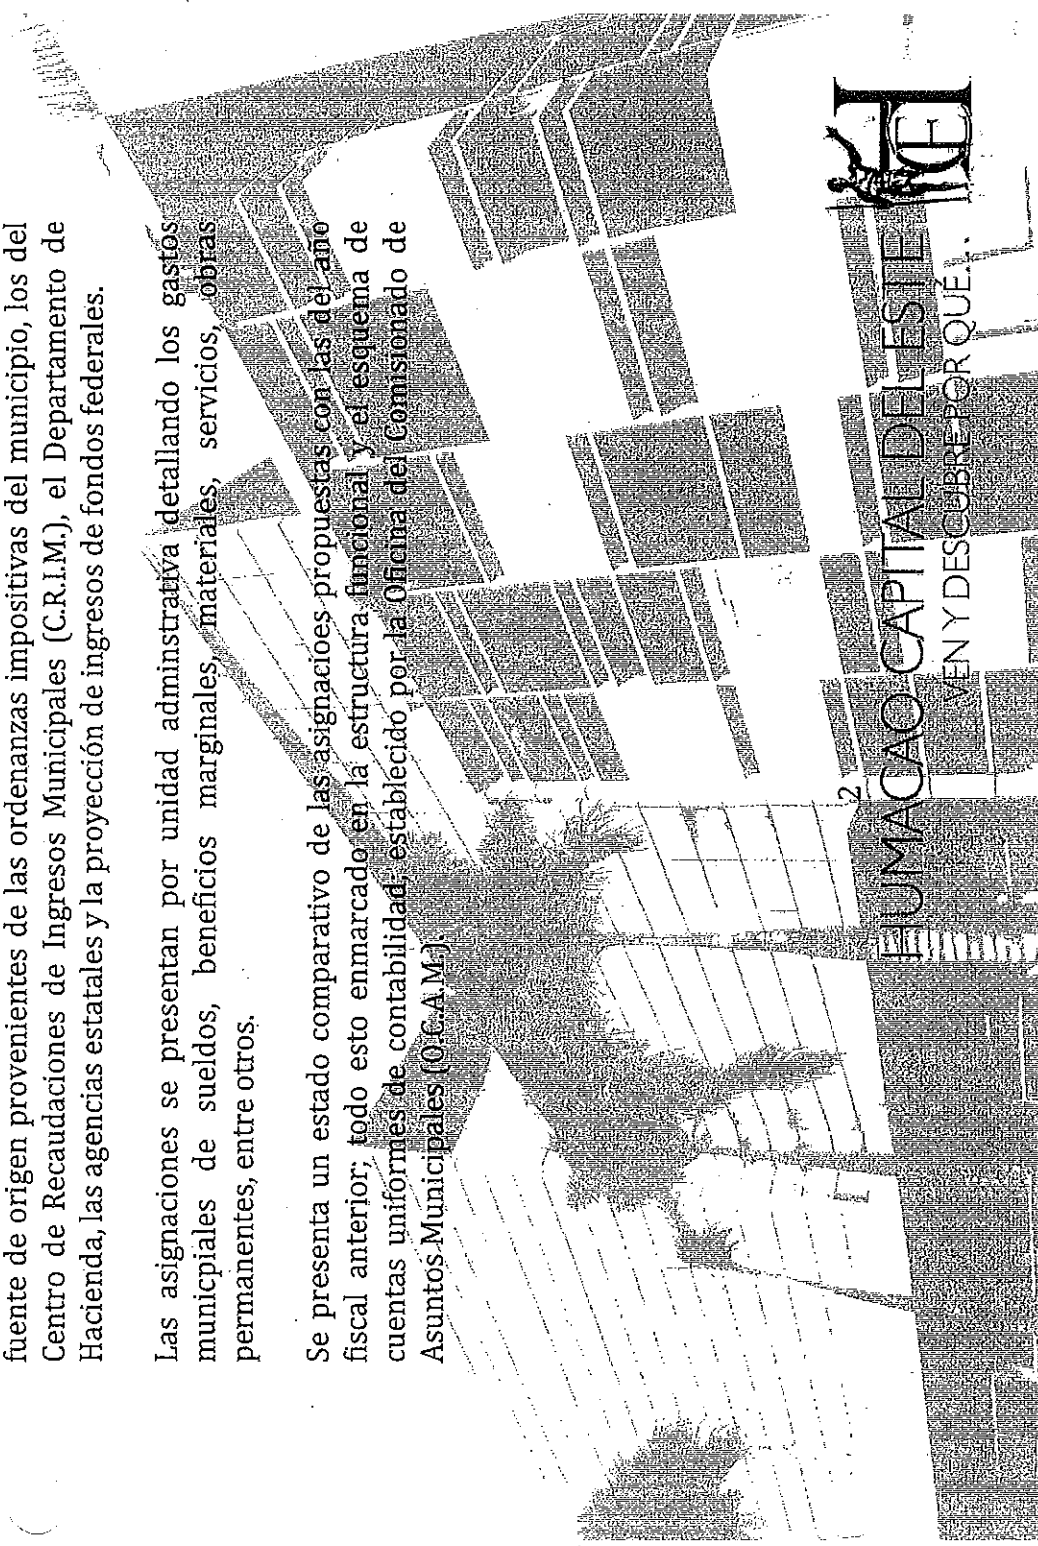 fuente de origen provenientes de las ordenanzas impositivas del municipio, los del
Centro de Recaudaciones de Ingresos Municipales (C.R.I.M.), el Departamento de
Hacienda, las agencias estatales y la proyección de ingresos de fondos federales.
Las asignaciones se presentan por unidad administrativa detallando los gastos
municpiales de sueldos, beneficios marginales, materiales, servicios, obras
permanentes, entre otros.
Se presenta un estado comparativo de las asignacioes propuestas con las del año
fiscal anterior; todo esto enmarcado en la estructura funcional y el esquema de
cuentas uniformes de contabilidad, establecido por la Oficina del Comisionado de
Asuntos Municipales (O.C.A.M.).
2
HUMACAO CAPITAL DEL ESTE
VEN Y DESCUBRE POR QUÉ...
HCE